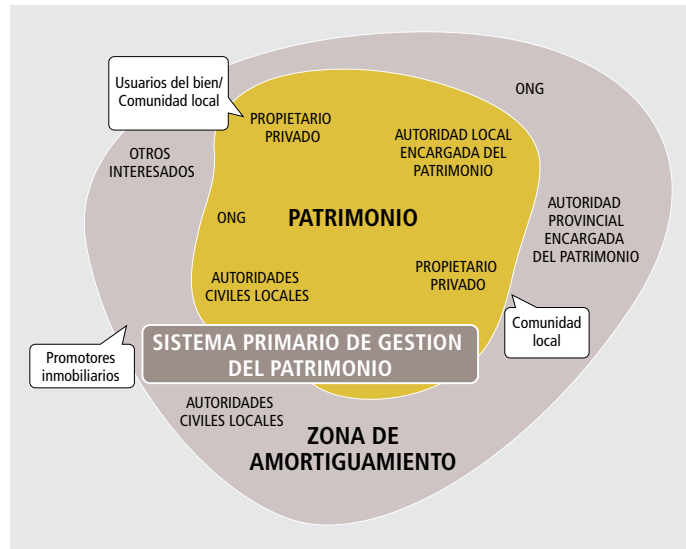 Usuarios del bien/
Comunidad local
ONG
PROPIETARIO
PRIVADO
AUTORIDAD LOCAL
ENCARGADA DEL
PATRIMONIO
OTROS
INTERESADOS
AUTORIDAD
PROVINCIAL
ENCARGADA
DEL PATRIMONIO
ONG
PATRIMONIO
AUTORIDADES
CIVILES LOCALES
PROPIETARIO
PRIVADO
Comunidad
local
SISTEMA PRIMARIO DE GESTION
DEL PATRIMONIO
Promotores
inmobiliarios
AUTORIDADES
CIVILES LOCALES
ZONA DE
AMORTIGUAMIENTO